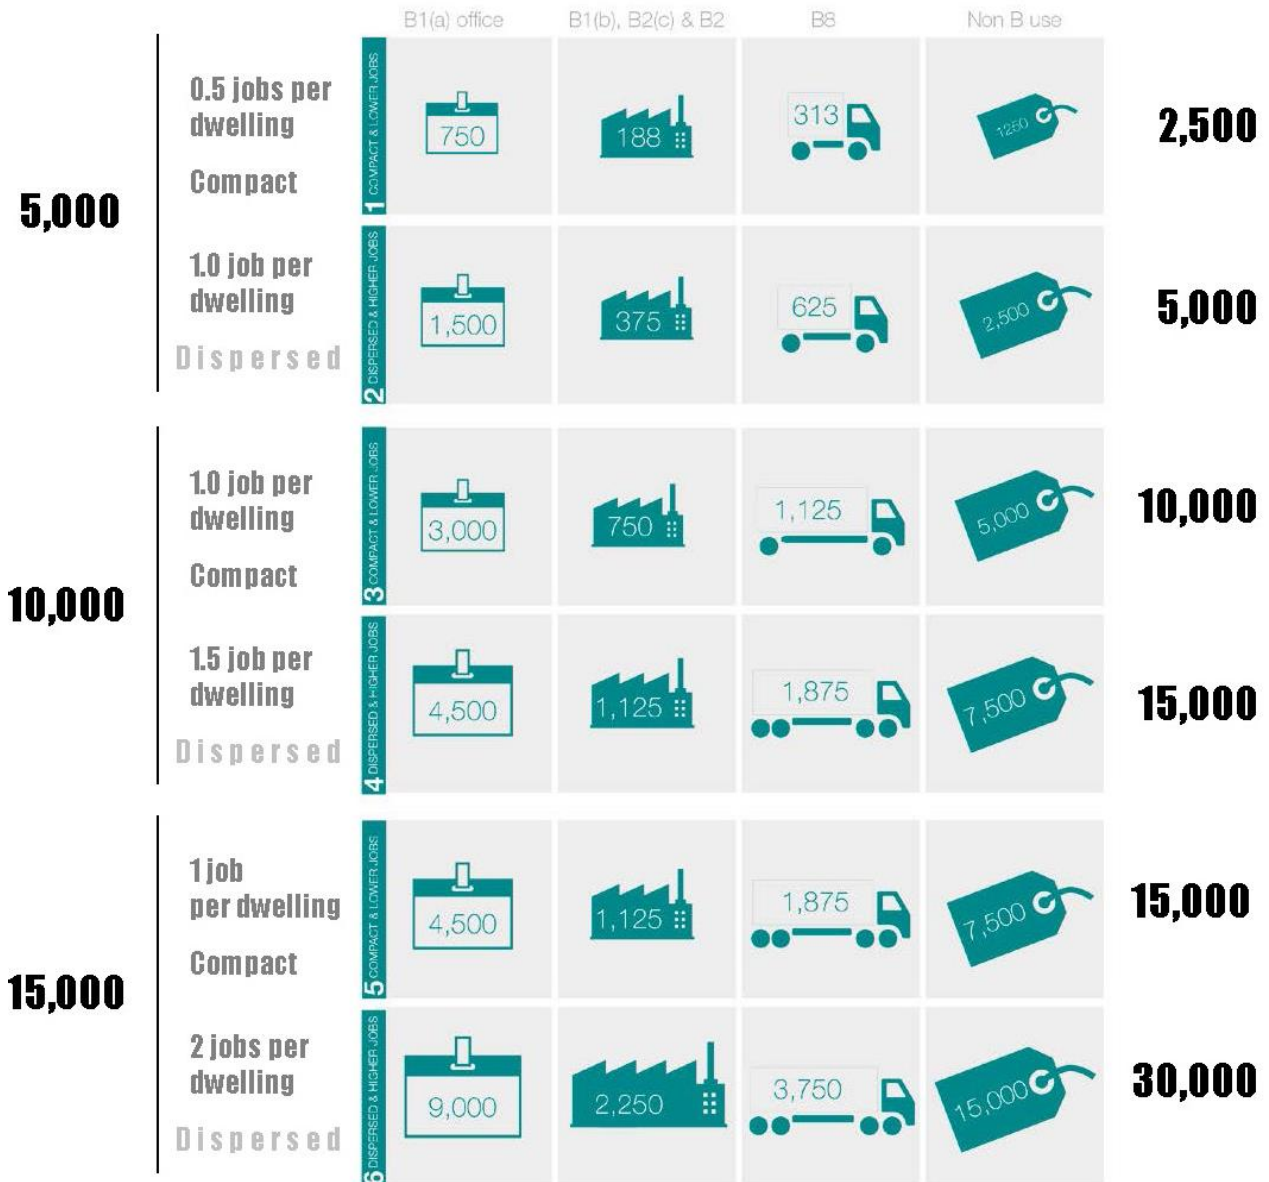 B1(a) office B1(b), B2(c) & B2 B8 Non B use
5,000
0.5 jobs per
dwelling
Compact
1 COMPACT & LOWER JOBS
750 188 313 1250
2,500
1.0 job per
dwelling
Dispersed
2 DISPERSED & HIGHER JOBS
1,500 375 625 2,500
5,000
10,000
1.0 job per
dwelling
Compact
3 COMPACT & LOWER JOBS
3,000 750 1,125 5,000
10,000
1.5 job per
dwelling
Dispersed
4 DISPERSED & HIGHER JOBS
4,500 1,125 1,875 7,500
15,000
15,000
1 job
per dwelling
Compact
5 COMPACT & LOWER JOBS
4,500 1,125 1,875 7,500
15,000
2 jobs per
dwelling
Dispersed
6 DISPERSED & HIGHER JOBS
9,000 2,250 3,750 15,000
30,000